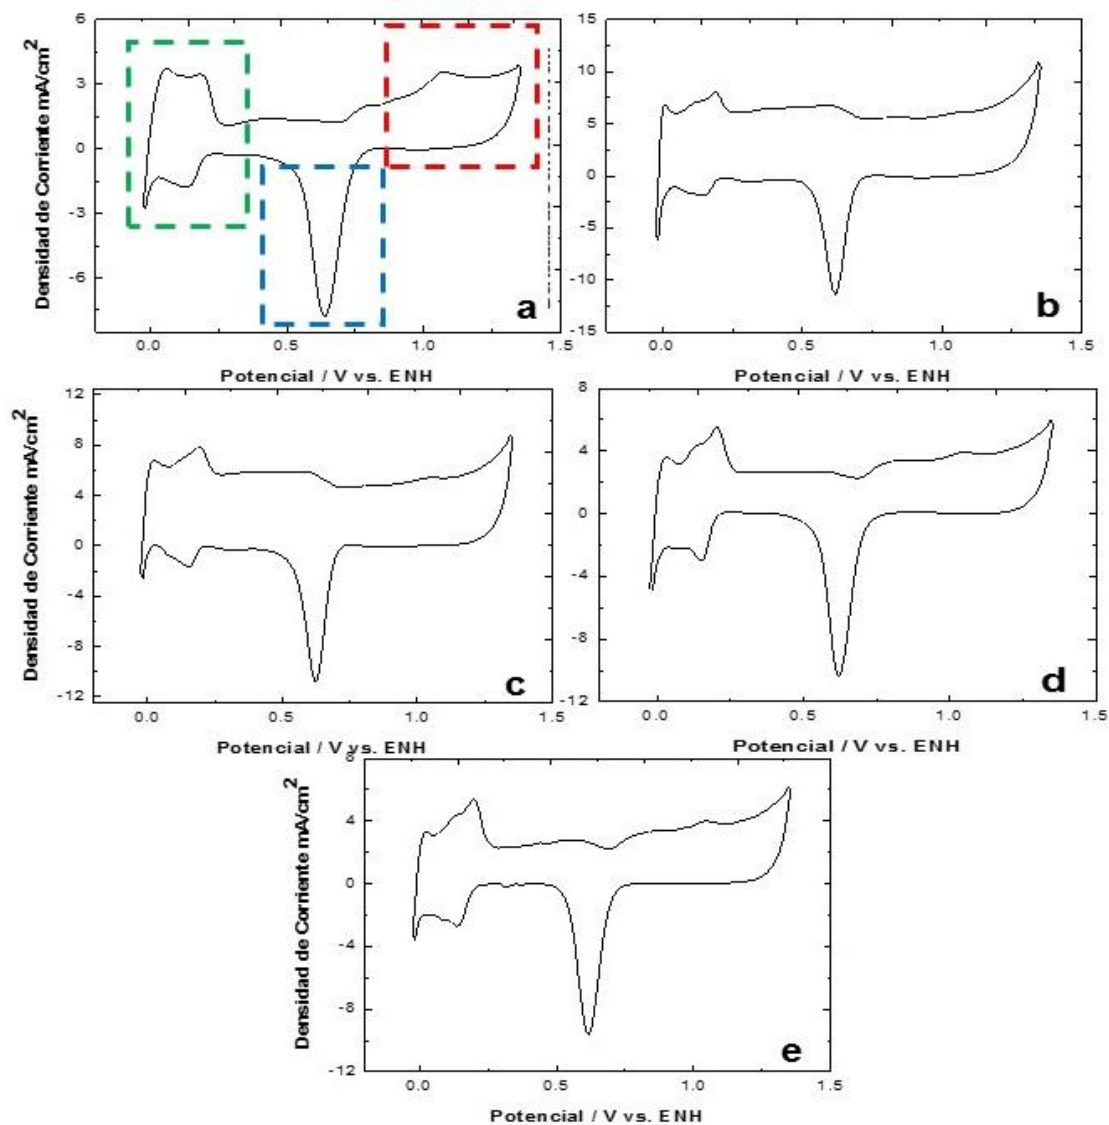 6
3
0
-3
-6
0.0 0.5 1.0 1.5
Densidad de Corriente mA/cm²
Potencial / V vs. ENH
a
15
10
5
0
-5
-10
-15
0.0 0.5 1.0 1.5
Potencial / V vs. ENH
b
12
8
4
0
-4
-8
-12
0.0 0.5 1.0 1.5
Densidad de Corriente mA/cm²
Potencial / V vs. ENH
c
8
4
0
-4
-8
-12
0.0 0.5 1.0 1.5
Potencial / V vs. ENH
d
8
4
0
-4
-8
-12
0.0 0.5 1.0 1.5
Densidad de Corriente mA/cm²
Potencial / V vs. ENH
e